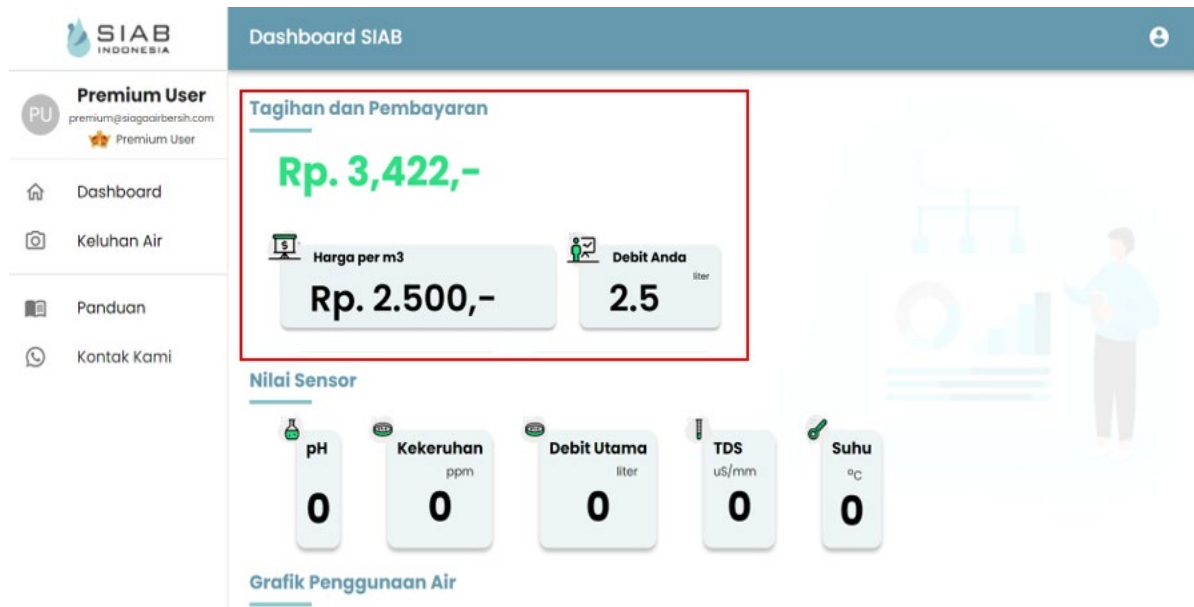 SIAB
INDONESIA
Dashboard SIAB
PU
Premium User
premium@siagaairbersih.com
Premium User
Dashboard
Keluhan Air
Panduan
Kontak Kami
Tagihan dan Pembayaran
Rp. 3,422,-
Harga per m3
Rp. 2.500,-
Debit Anda
liter
2.5
Nilai Sensor
pH
0
Kekeruhan
ppm
0
Debit Utama
liter
0
TDS
uS/mm
0
Suhu
°C
0
Grafik Penggunaan Air